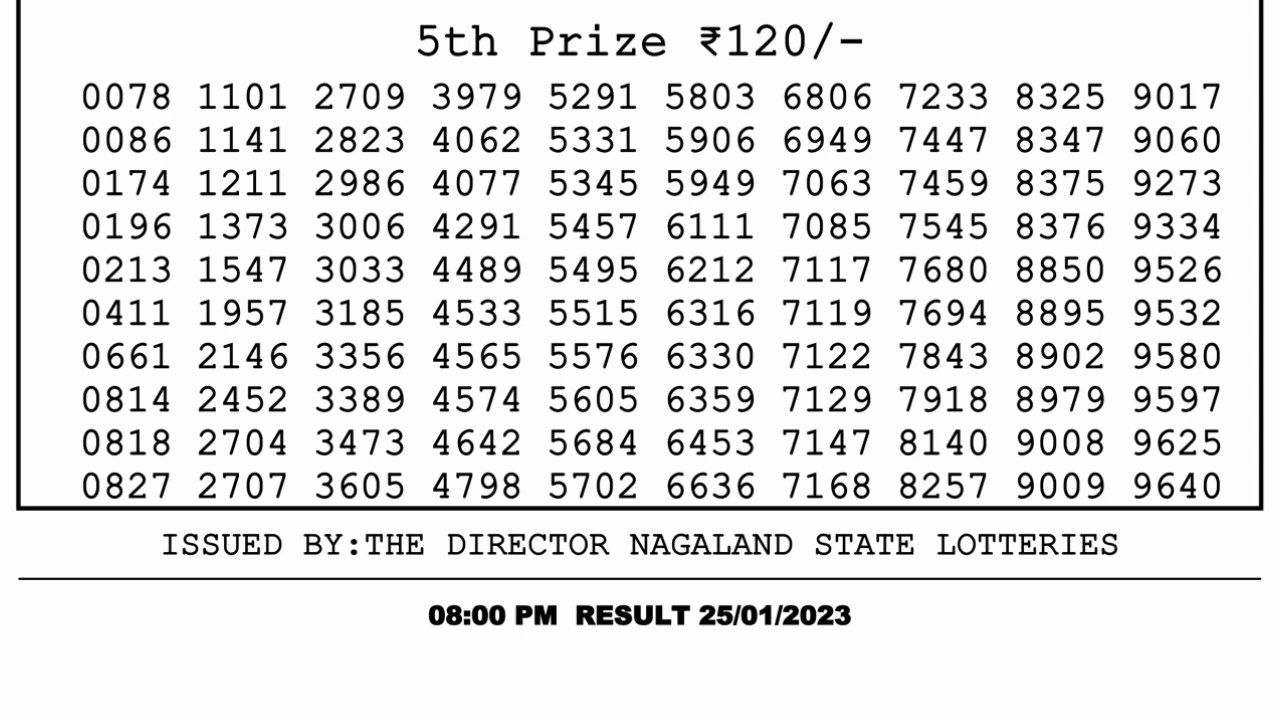 5th Prize ₹120/-
0078 1101 2709 3979 5291 5803 6806 7233 8325 9017
0086 1141 2823 4062 5331 5906 6949 7447 8347 9060
0174 1211 2986 4077 5345 5949 7063 7459 8375 9273
0196 1373 3006 4291 5457 6111 7085 7545 8376 9334
0213 1547 3033 4489 5495 6212 7117 7680 8850 9526
0411 1957 3185 4533 5515 6316 7119 7694 8895 9532
0661 2146 3356 4565 5576 6330 7122 7843 8902 9580
0814 2452 3389 4574 5605 6359 7129 7918 8979 9597
0818 2704 3473 4642 5684 6453 7147 8140 9008 9625
0827 2707 3605 4798 5702 6636 7168 8257 9009 9640
ISSUED BY:THE DIRECTOR NAGALAND STATE LOTTERIES
08:00 PM RESULT 25/01/2023